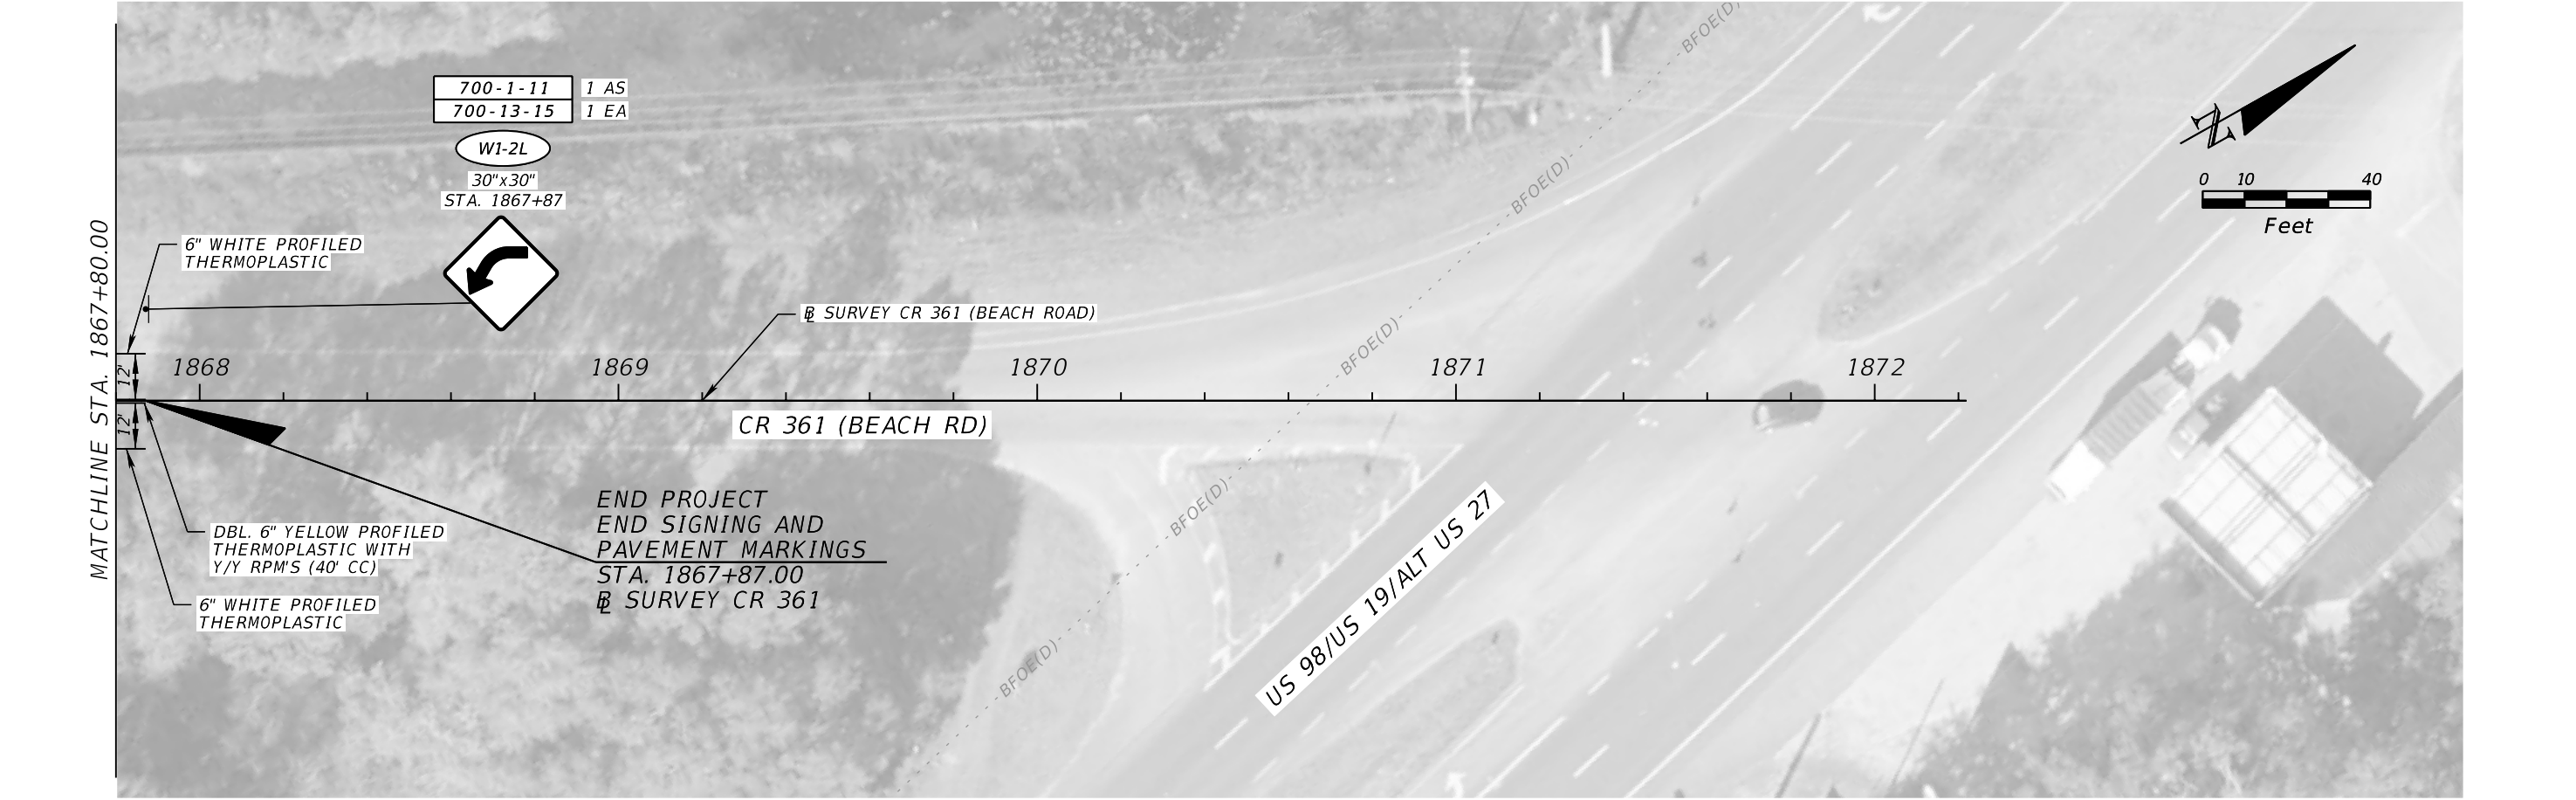 MATCHLINE STA. 1867+80.00
700-1-11 1 AS
700-13-15 1 EA
W1-2L
30"x30"
STA. 1867+87
6" WHITE PROFILED
THERMOPLASTIC
℄ SURVEY CR 361 (BEACH ROAD)
12'
12'
1868 1869 1870 1871 1872
CR 361 (BEACH RD)
END PROJECT
END SIGNING AND
PAVEMENT MARKINGS
STA. 1867+87.00
℄ SURVEY CR 361
DBL. 6" YELLOW PROFILED
THERMOPLASTIC WITH
Y/Y RPM'S (40' CC)
6" WHITE PROFILED
THERMOPLASTIC
BFOE(D)
BFOE(D)
BFOE(D)
BFOE(D)
BFOE(D)
US 98/US 19/ALT US 27
N
0 10 40
Feet